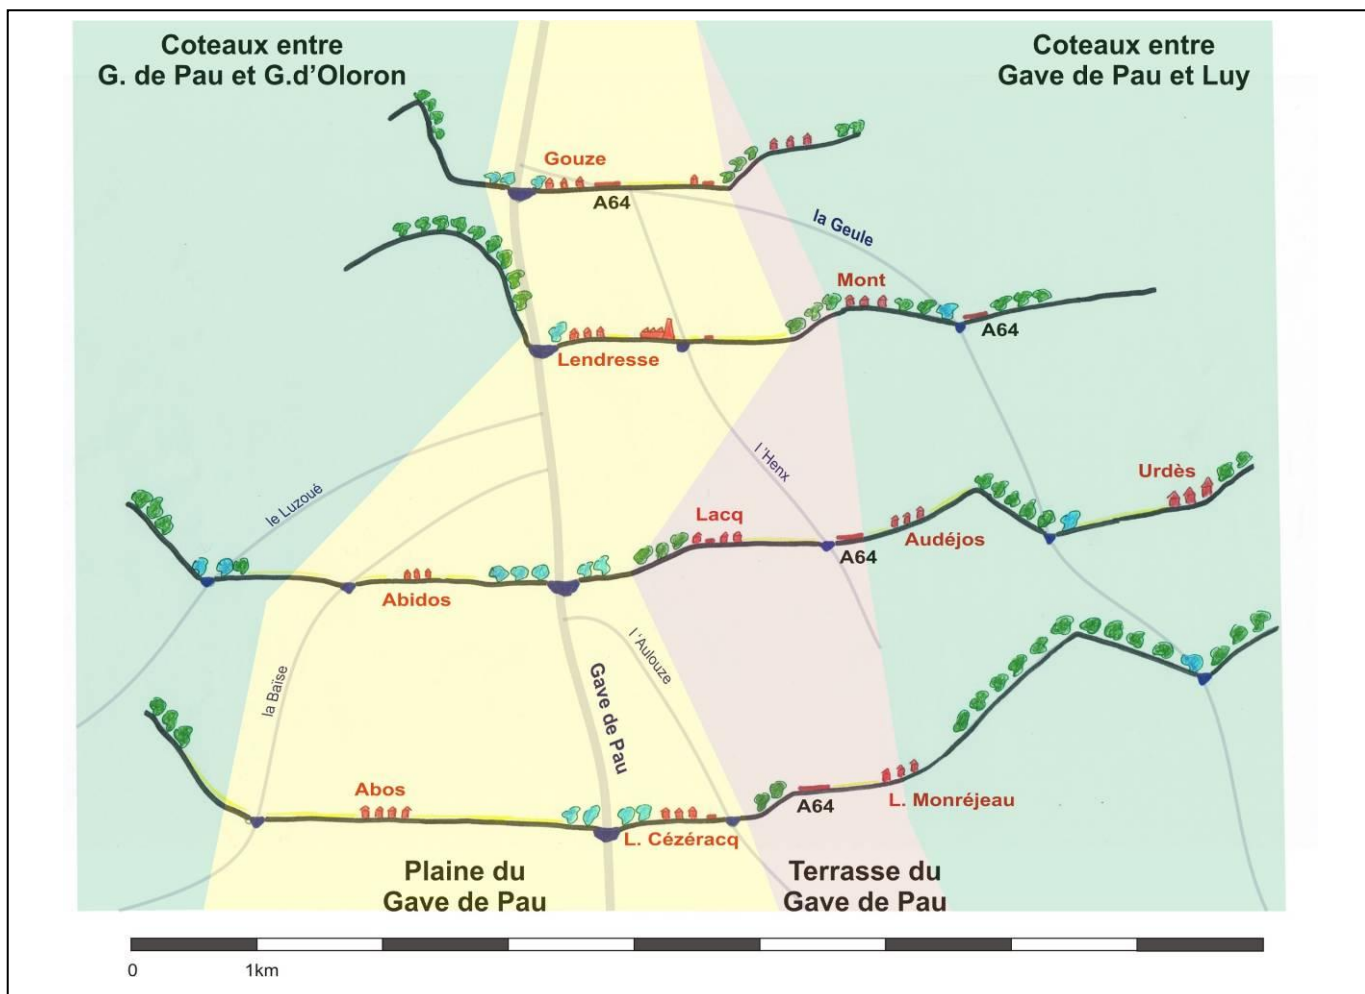 Coteaux entre
G. de Pau et G.d'Oloron
Coteaux entre
Gave de Pau et Luy
Gouze
A64
la Geule
Mont
A64
Lendresse
l'Henx
le Luzoué
Urdès
Lacq
A64
Audéjos
Abidos
l'Aulouze
la Baïse
Gave de Pau
Abos
L. Cézéracq
A64
L. Monréjeau
Plaine du
Gave de Pau
Terrasse du
Gave de Pau
0
1km